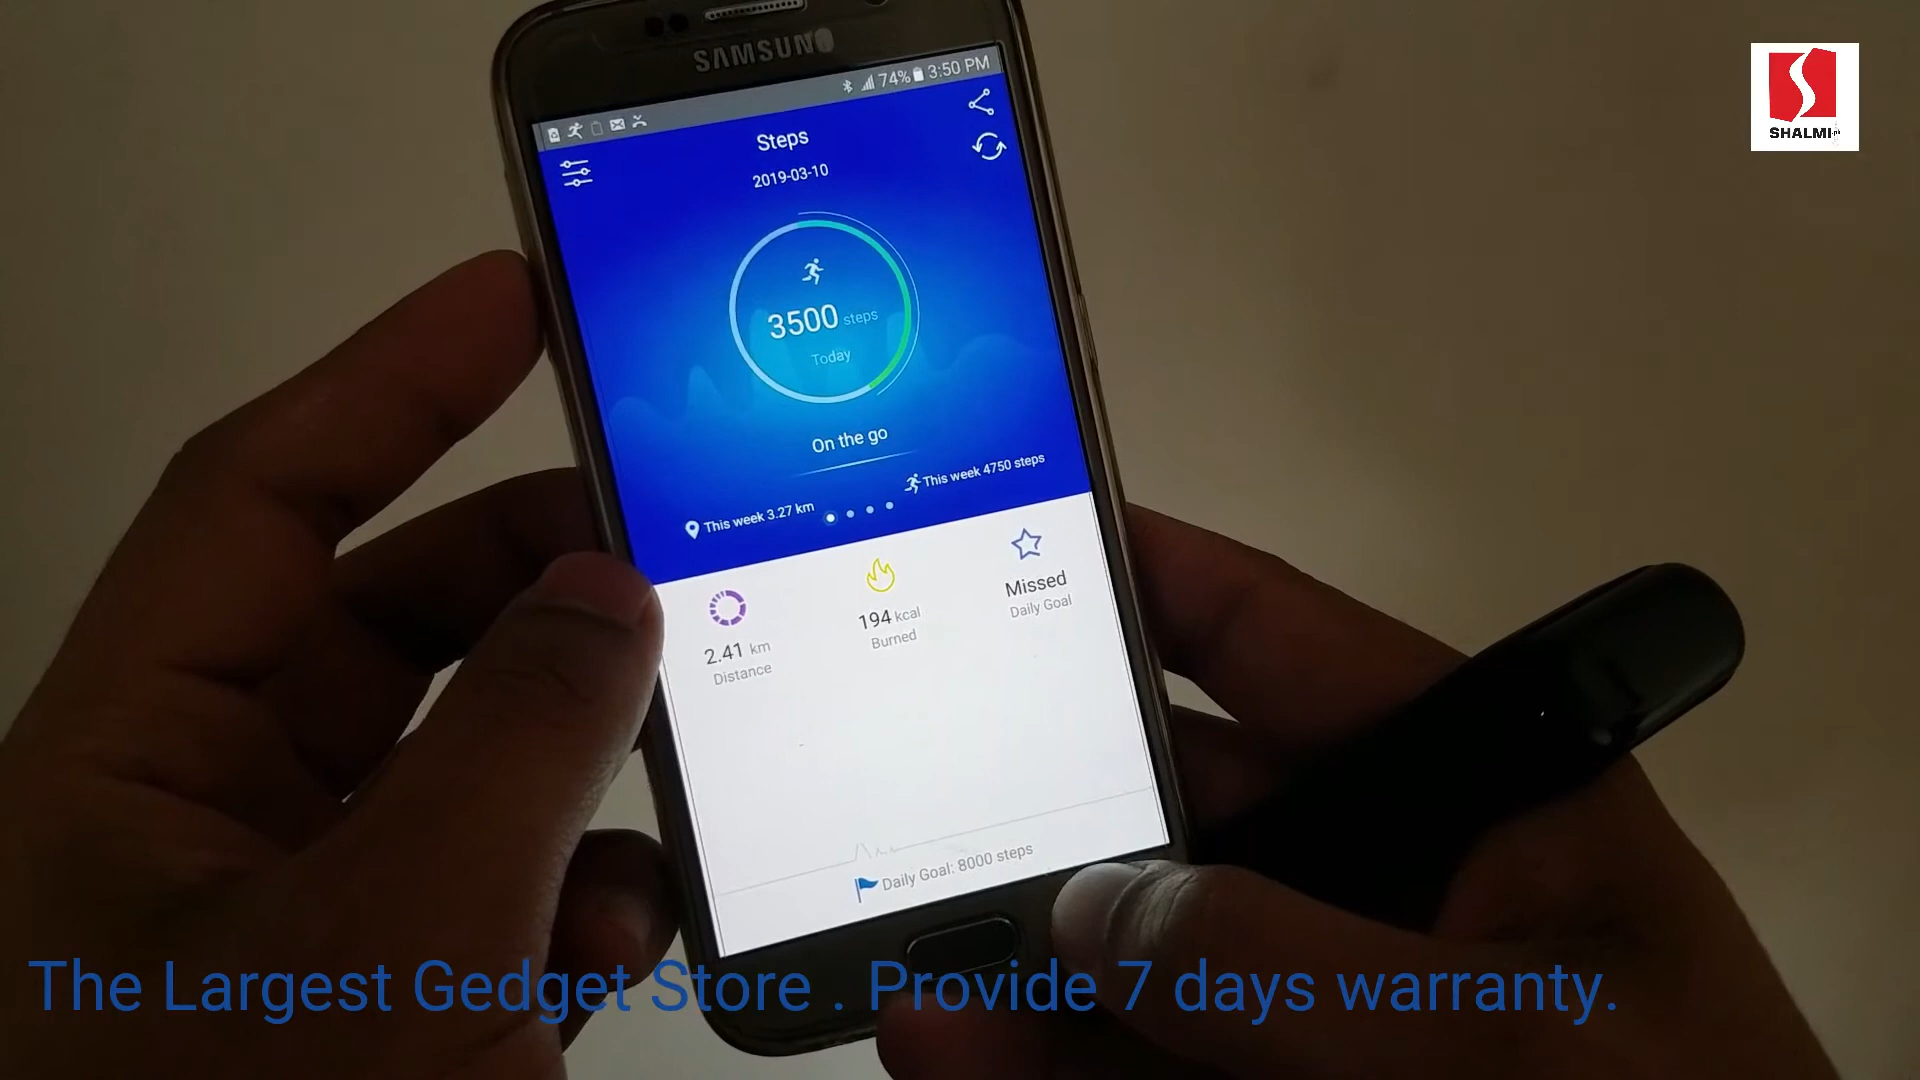 SAMSUNG
74% 3:50 PM
Steps
2019-03-10
3500 steps
Today
On the go
This week 3.27 km
This week 4750 steps
2.41 km
Distance
194 kcal
Burned
Missed
Daily Goal
Daily Goal: 8000 steps
SHALMI
The Largest Gedget Store . Provide 7 days warranty.